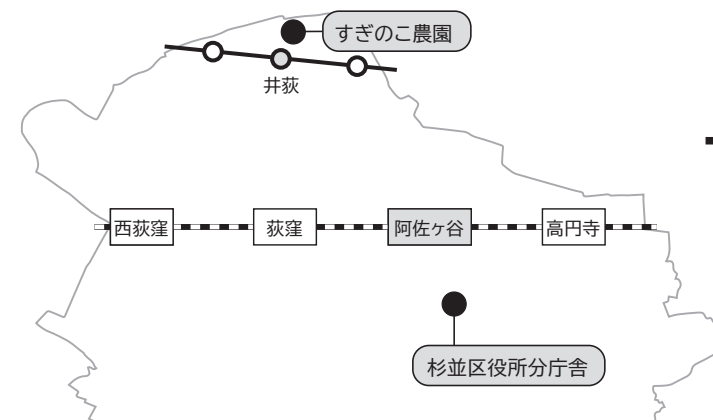 すぎのこ農園
井荻
西荻窪
荻窪
阿佐ヶ谷
高円寺
杉並区役所分庁舎